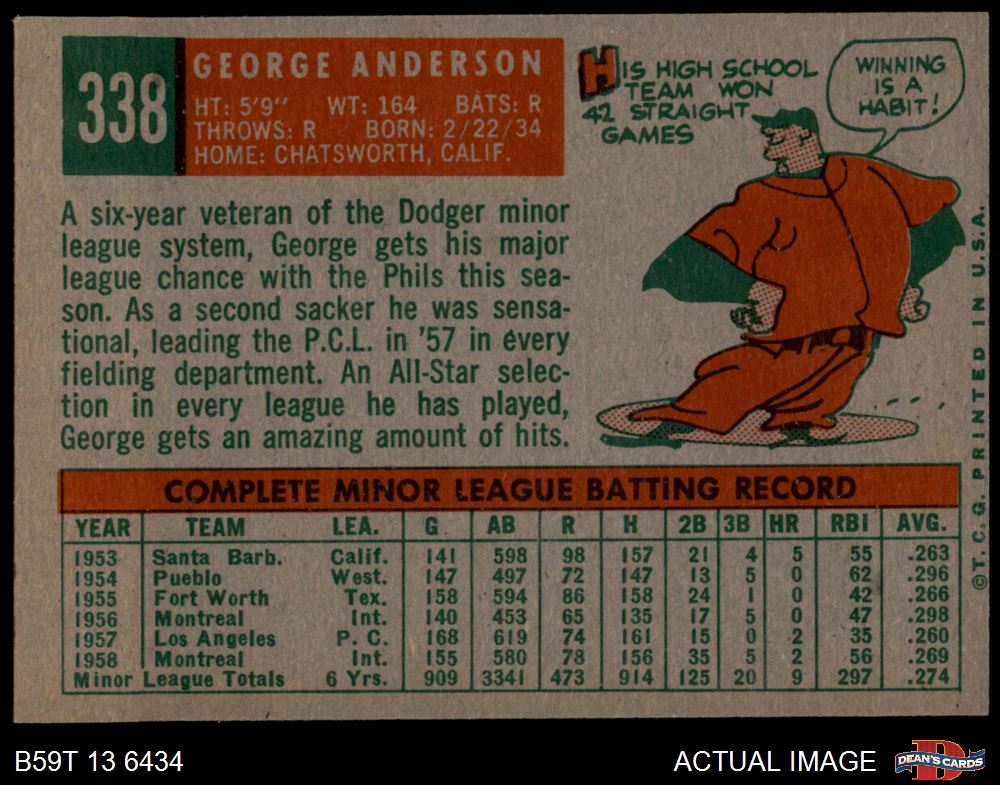 338
GEORGE ANDERSON
HT: 5'9" WT: 164 BATS: R
THROWS: R BORN: 2/22/34
HOME: CHATSWORTH, CALIF.
HIS HIGH SCHOOL
TEAM WON
42 STRAIGHT
GAMES
WINNING
IS A
HABIT!
A six-year veteran of the Dodger minor
league system, George gets his major
league chance with the Phils this sea-
son. As a second sacker he was sensa-
tional, leading the P.C.L. in '57 in every
fielding department. An All-Star selec-
tion in every league he has played,
George gets an amazing amount of hits.
COMPLETE MINOR LEAGUE BATTING RECORD
YEAR TEAM LEA. G AB R H 2B 3B HR RBI AVG.
1953 Santa Barb. Calif. 141 598 98 157 21 4 5 55 .263
1954 Pueblo West. 147 497 72 147 13 5 0 62 .296
1955 Fort Worth Tex. 158 594 86 158 24 1 0 42 .266
1956 Montreal Int. 140 453 65 135 17 5 0 47 .298
1957 Los Angeles P. C. 168 619 74 161 15 0 2 35 .260
1958 Montreal Int. 155 580 78 156 35 5 2 56 .269
Minor League Totals 6 Yrs. 909 3341 473 914 125 20 9 297 .274
©T.C.G. PRINTED IN U.S.A.
B59T 13 6434
ACTUAL IMAGE
D
DEAN'S CARDS